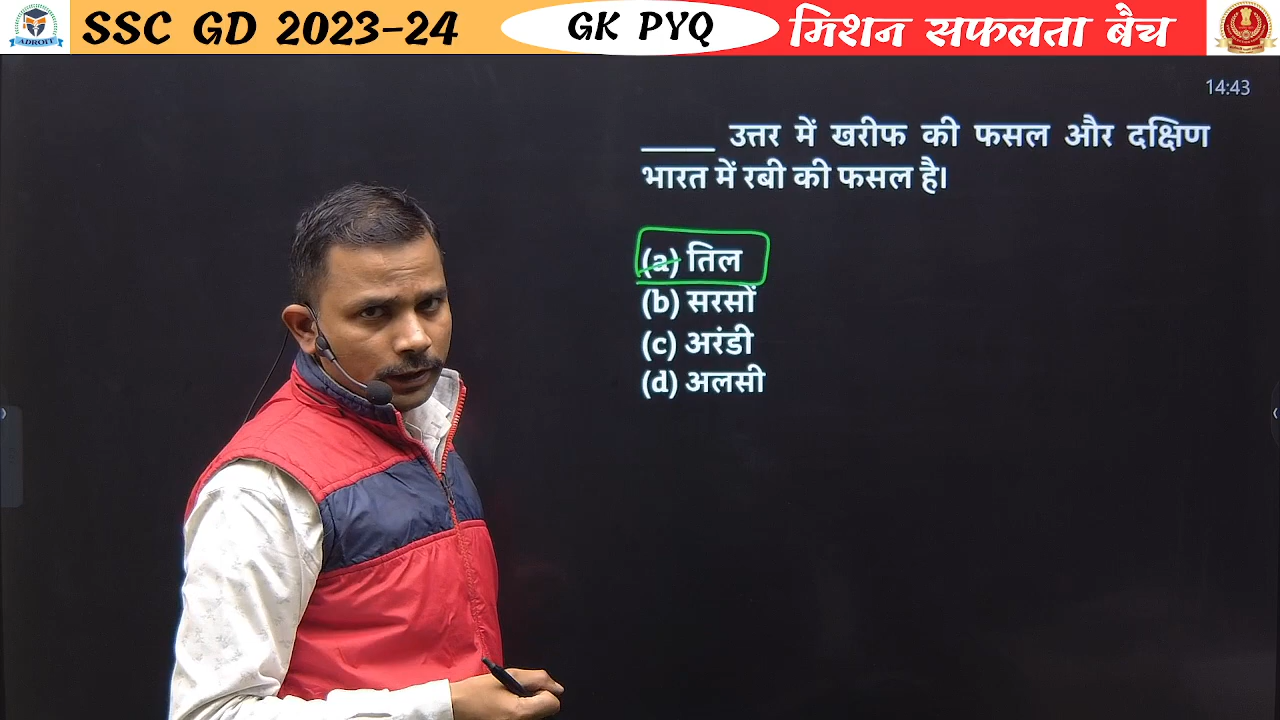 ADROIT
SSC GD 2023-24
GK PYQ
मिशन सफलता बैच
14:43
_____ उत्तर में खरीफ की फसल और दक्षिण
भारत में रबी की फसल है।
(a) तिल
(b) सरसों
(c) अरंडी
(d) अलसी